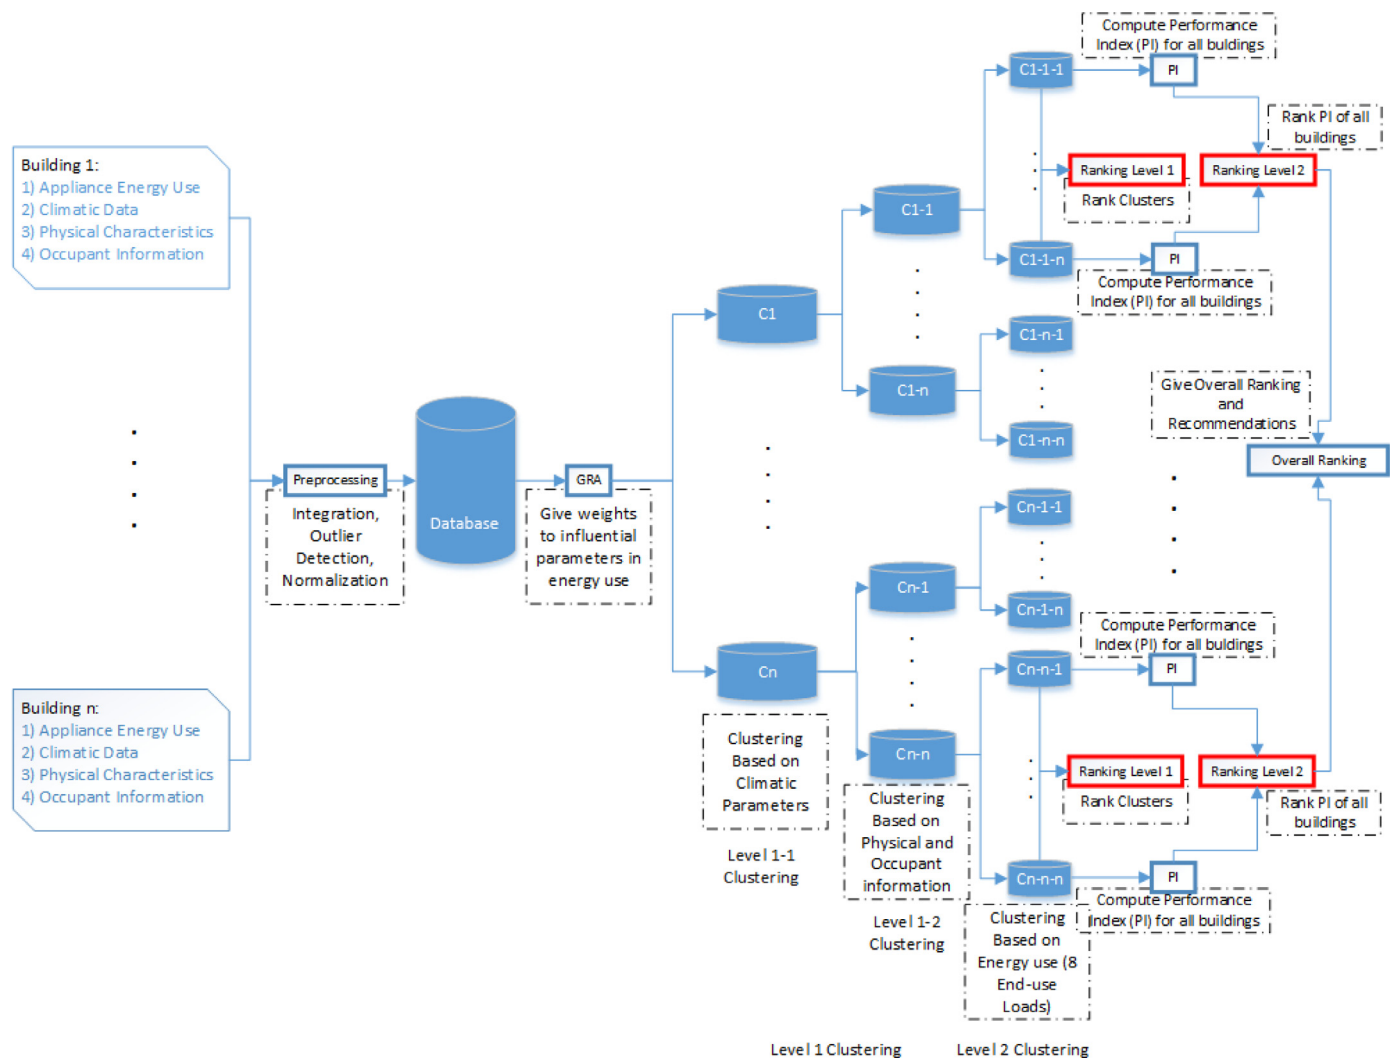 Building 1:
1) Appliance Energy Use
2) Climatic Data
3) Physical Characteristics
4) Occupant Information
Building n:
1) Appliance Energy Use
2) Climatic Data
3) Physical Characteristics
4) Occupant Information
Preprocessing
Integration,
Outlier
Detection,
Normalization
Database
GRA
Give weights
to influential
parameters in
energy use
C1
Cn
Clustering
Based on
Climatic
Parameters
Level 1-1
Clustering
C1-1
C1-n
Cn-1
Cn-n
Clustering
Based on
Physical and
Occupant
information
Level 1-2
Clustering
C1-1-1
C1-1-n
C1-n-1
C1-n-n
Cn-1-1
Cn-1-n
Cn-n-1
Cn-n-n
Clustering
Based on
Energy use (8
End-use
Loads)
Level 1 Clustering
Level 2 Clustering
Compute Performance
Index (PI) for all buldings
PI
Rank PI of all
buildings
Ranking Level 1
Rank Clusters
Ranking Level 2
PI
Compute Performance
Index (PI) for all buildings
Give Overall Ranking
and
Recommendations
Overall Ranking
Compute Performance
Index (PI) for all buildings
PI
Ranking Level 1
Rank Clusters
Ranking Level 2
Rank PI of all
buildings
PI
Compute Performance
Index (PI) for all buildings